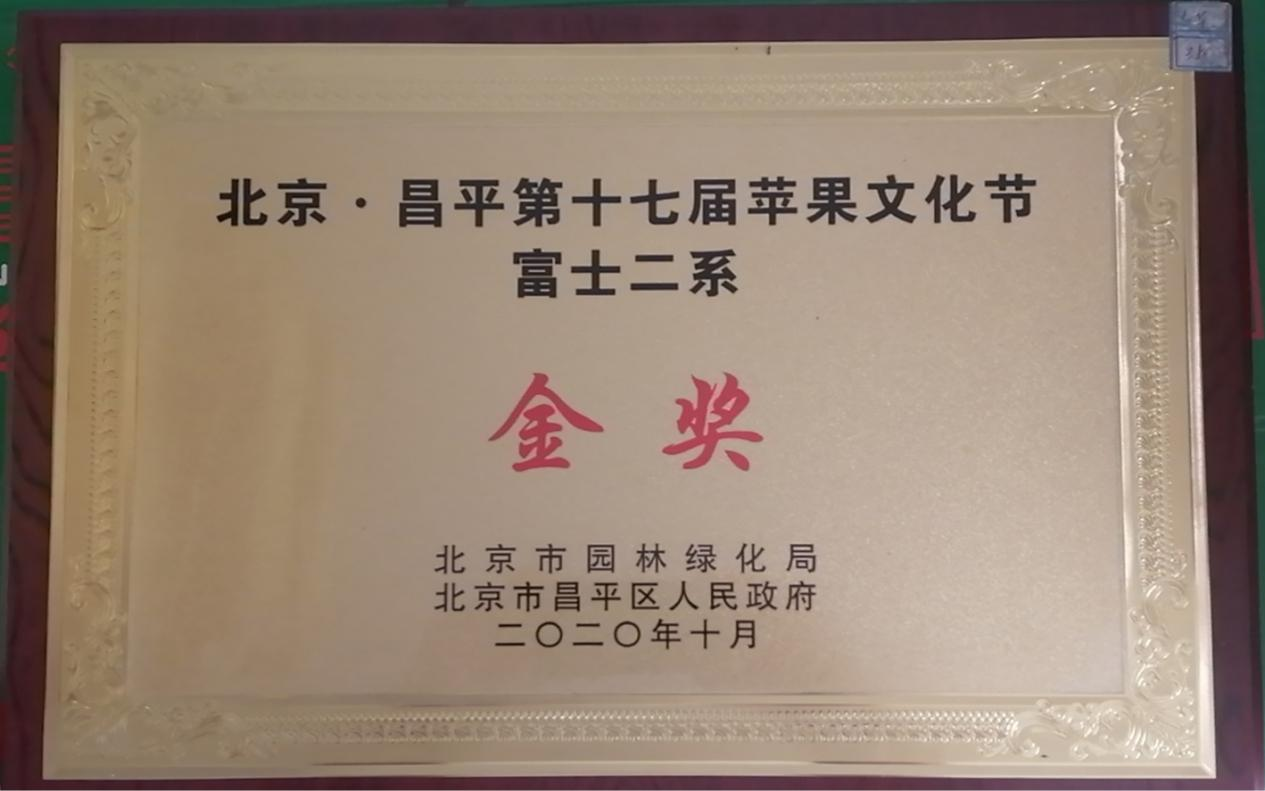 北京·昌平第十七届苹果文化节
富士二系
金奖
北京市园林绿化局
北京市昌平区人民政府
二〇二〇年十月